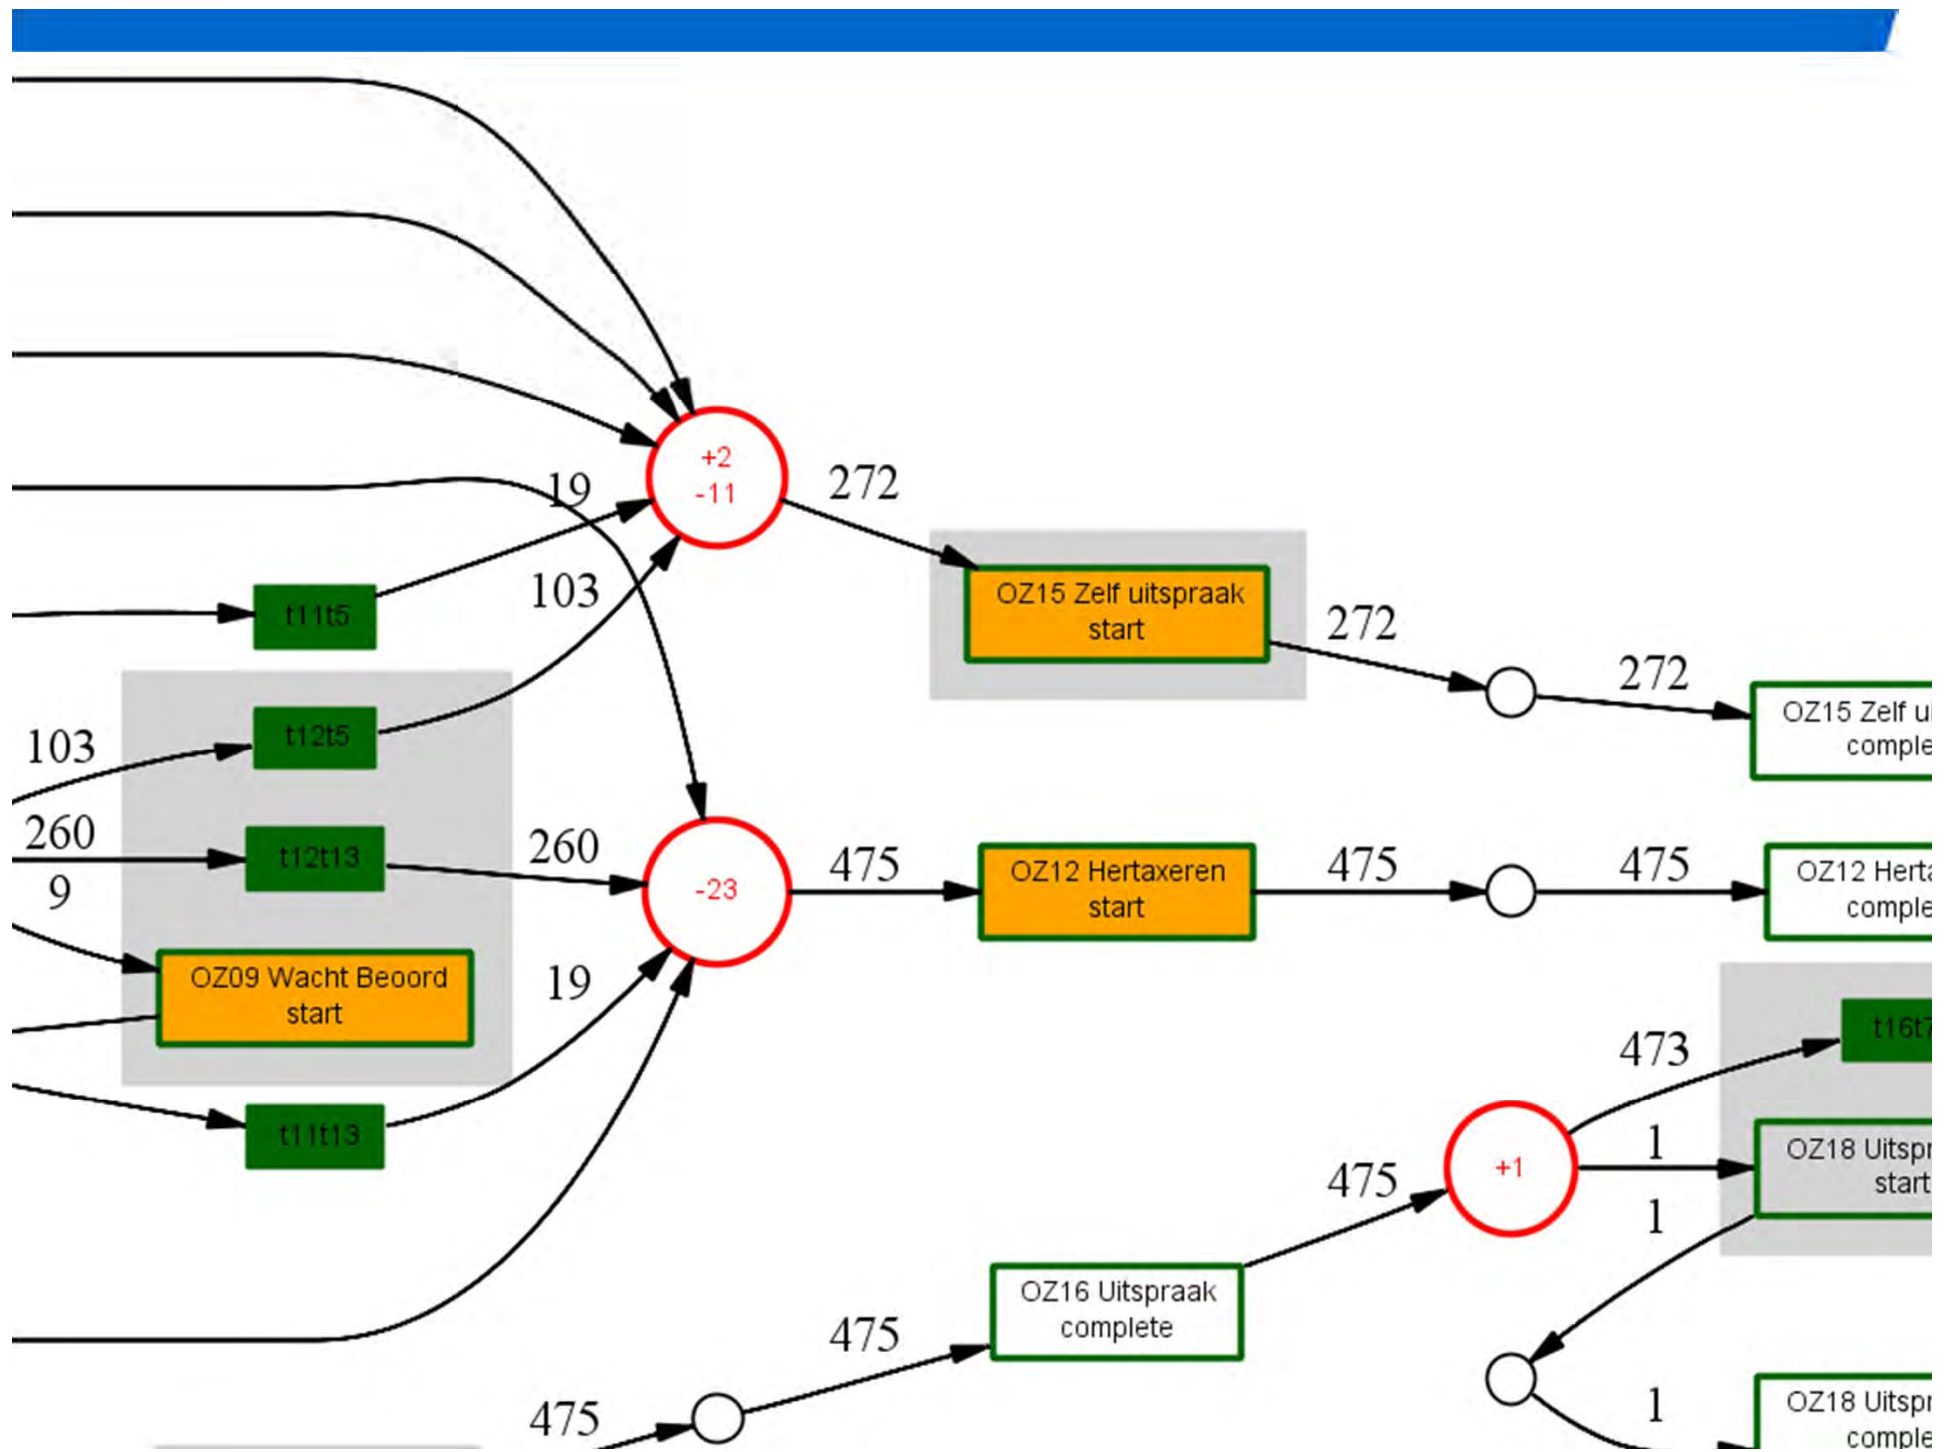 +2
-11
19
272
103
t11t5
OZ15 Zelf uitspraak
start
272
272
OZ15 Zelf
t12t5
103
260
t12t13
260
9
-23
475
OZ12 Hertaxeren
start
475
475
OZ12
OZ09 Wacht Beoord
start
19
t11t13
473
t16t7
+1
1
OZ18
start
1
475
OZ16 Uitspraak
complete
475
475
1
OZ18